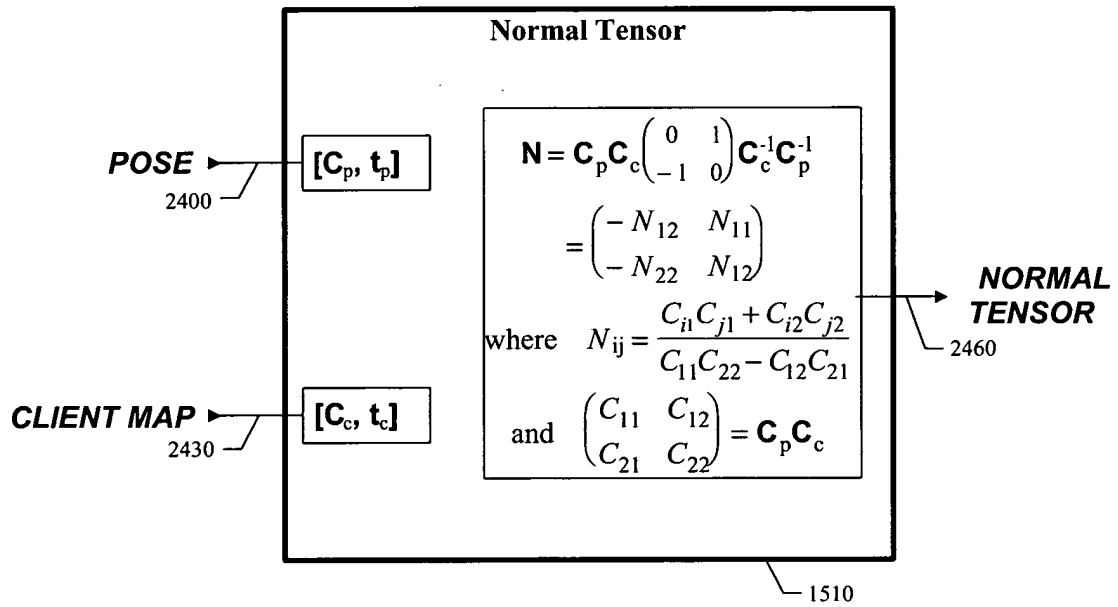 Normal Tensor
POSE
2400
[C_p, t_p]
N = C_p C_c ( 0 1 ; -1 0 ) C_c^-1 C_p^-1
= ( - N_12 N_11 ; - N_22 N_12 )
where N_ij = (C_i1 C_j1 + C_i2 C_j2) / (C_11 C_22 - C_12 C_21)
and ( C_11 C_12 ; C_21 C_22 ) = C_p C_c
NORMAL
TENSOR
2460
CLIENT MAP
2430
[C_c, t_c]
1510